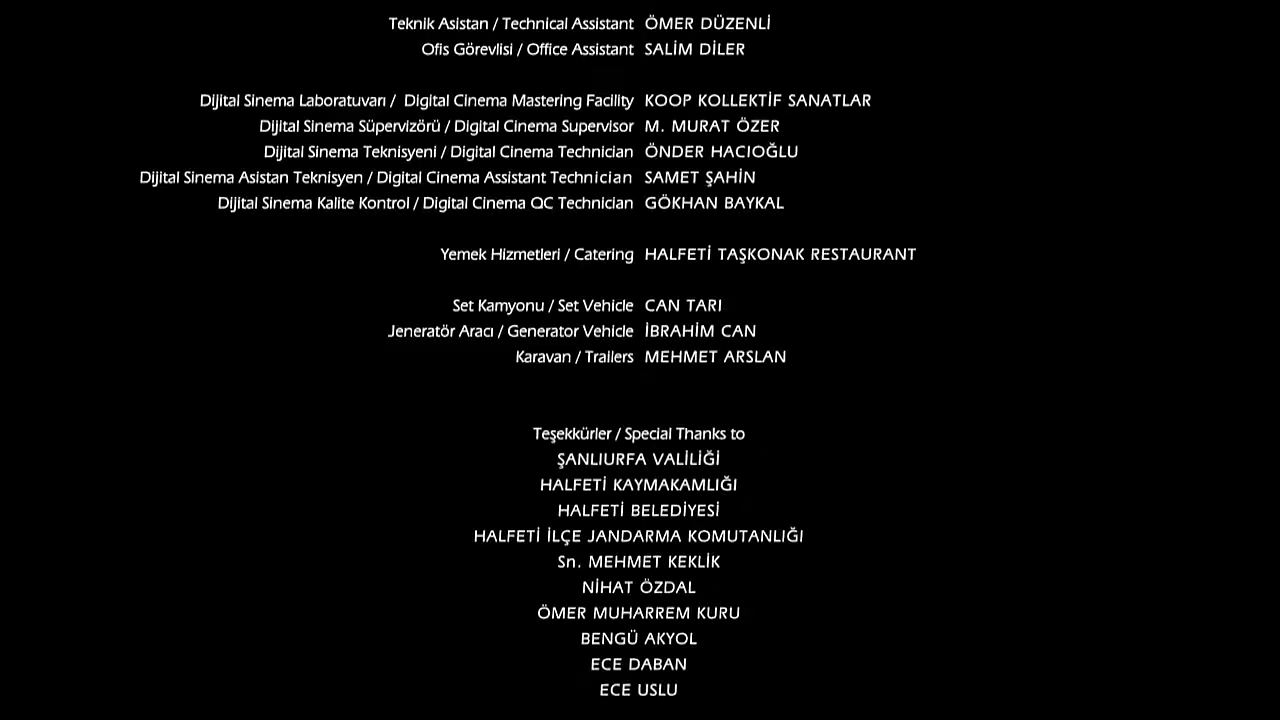 Teknik Asistan / Technical Assistant ÖMER DÜZENLİ
Ofis Görevlisi / Office Assistant SALİM DİLER
Dijital Sinema Laboratuvarı / Digital Cinema Mastering Facility KOOP KOLLEKTİF SANATLAR
Dijital Sinema Süpervizörü / Digital Cinema Supervisor M. MURAT ÖZER
Dijital Sinema Teknisyeni / Digital Cinema Technician ÖNDER HACIOĞLU
Dijital Sinema Asistan Teknisyen / Digital Cinema Assistant Technician SAMET ŞAHİN
Dijital Sinema Kalite Kontrol / Digital Cinema QC Technician GÖKHAN BAYKAL
Yemek Hizmetleri / Catering HALFETİ TAŞKONAK RESTAURANT
Set Kamyonu / Set Vehicle CAN TARI
Jeneratör Aracı / Generator Vehicle İBRAHİM CAN
Karavan / Trailers MEHMET ARSLAN
Teşekkürler / Special Thanks to
ŞANLIURFA VALİLİĞİ
HALFETİ KAYMAKAMLIĞI
HALFETİ BELEDİYESİ
HALFETİ İLÇE JANDARMA KOMUTANLIĞI
Sn. MEHMET KEKLİK
NİHAT ÖZDAL
ÖMER MUHARREM KURU
BENGÜ AKYOL
ECE DABAN
ECE USLU